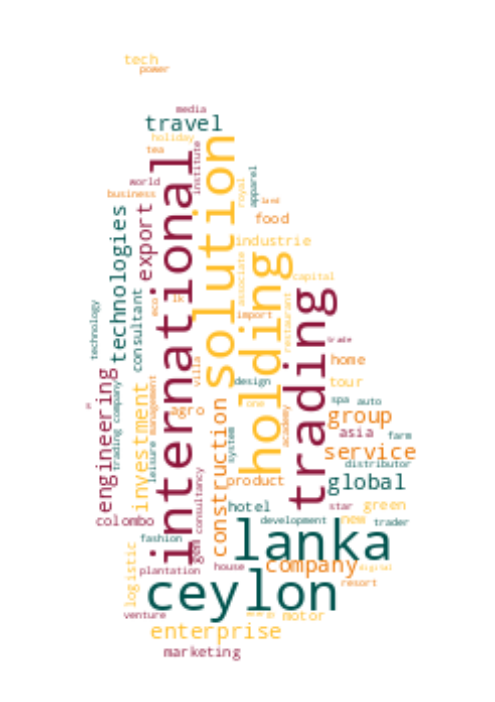 tech
power
media
travel
holiday
tea
institute
international
solution
world
business
royal
apparel
land
food
export
technologies
industrie
holding
associate
capital
consultant
eco
lk
import
restaurant
trading
technology
trade
home
villa
design
tour
engineering
trading company
investment
management
agro
one
spa
auto
group
academy
construction
system
asia
farm
leisure
service
distributor
consultancy
product
global
hotel
star
green
colombo
development
new
trader
lanka
gem
fashion
logistic
plantation
house
company
digital
resort
ceylon
venture
motor
enterprise
marketing